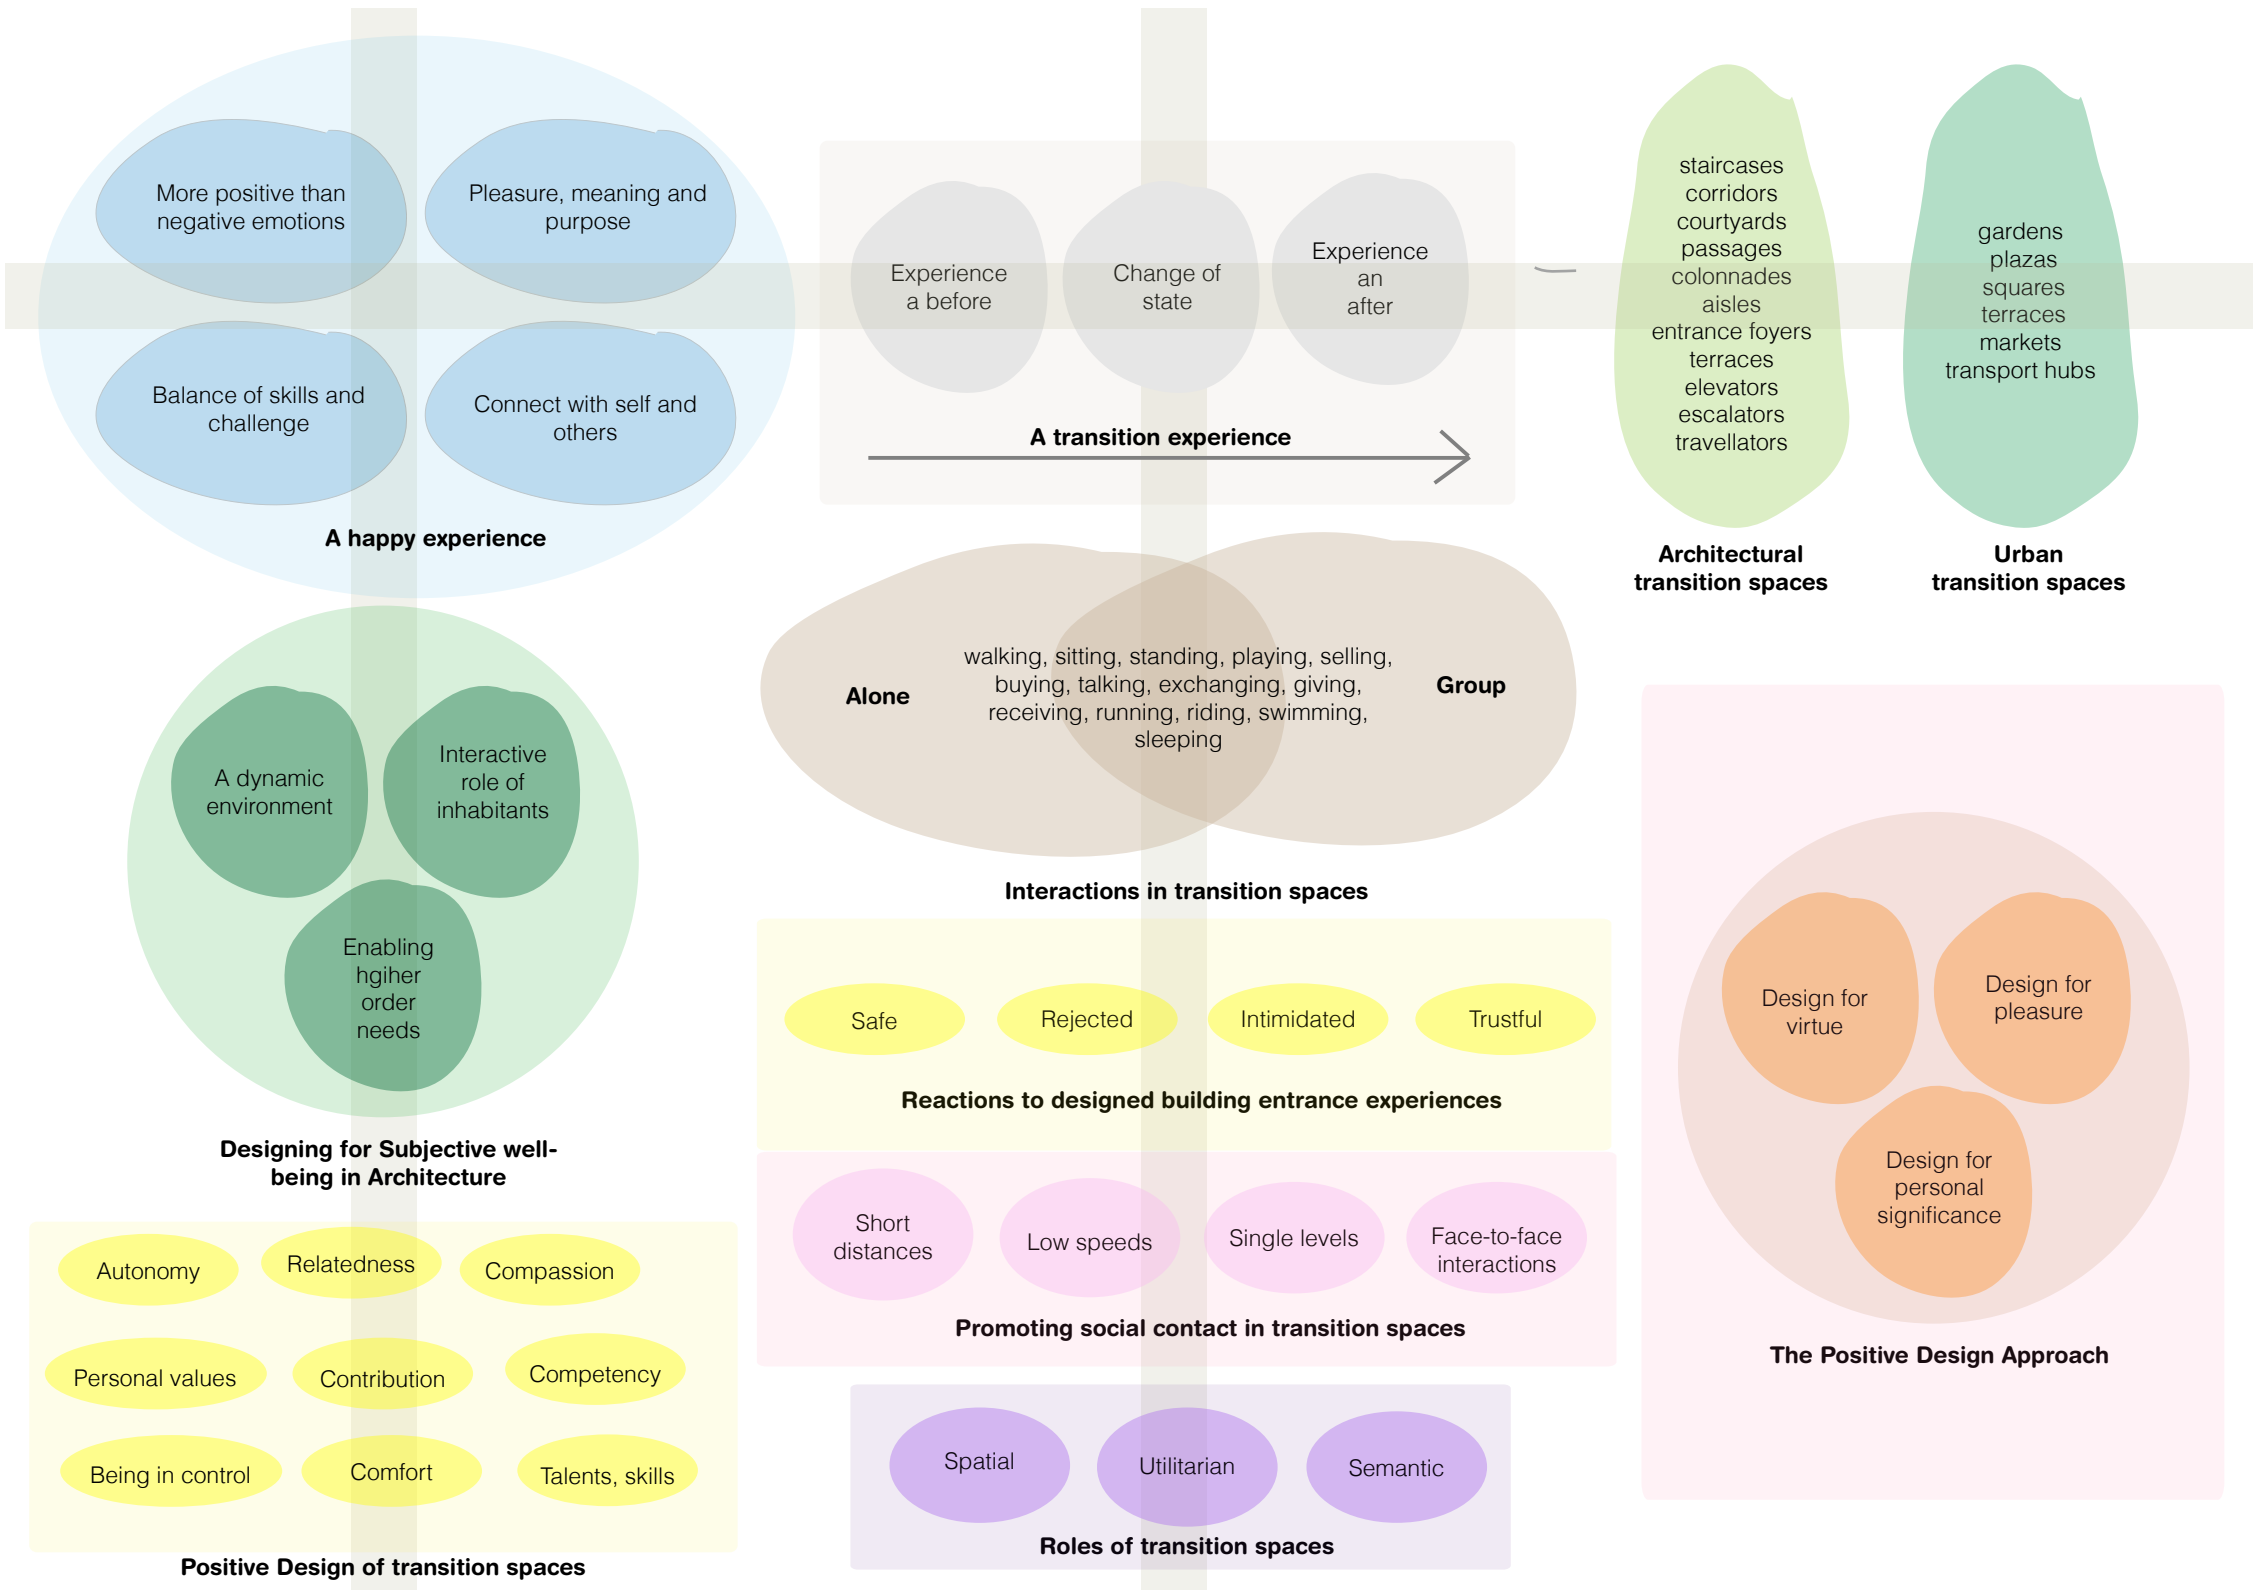 More positive than
negative emotions
Pleasure, meaning and
purpose
Balance of skills and
challenge
Connect with self and
others
A happy experience
Experience
a before
Change of
state
Experience
an
after
A transition experience
staircases
corridors
courtyards
passages
colonnades
aisles
entrance foyers
terraces
elevators
escalators
travellators
Architectural
transition spaces
gardens
plazas
squares
terraces
markets
transport hubs
Urban
transition spaces
A dynamic
environment
Interactive
role of
inhabitants
Enabling
hgiher
order
needs
Designing for Subjective well-
being in Architecture
Alone
walking, sitting, standing, playing, selling,
buying, talking, exchanging, giving,
receiving, running, riding, swimming,
sleeping
Group
Interactions in transition spaces
Safe
Rejected
Intimidated
Trustful
Reactions to designed building entrance experiences
Short
distances
Low speeds
Single levels
Face-to-face
interactions
Promoting social contact in transition spaces
Spatial
Utilitarian
Semantic
Roles of transition spaces
Design for
virtue
Design for
pleasure
Design for
personal
significance
The Positive Design Approach
Autonomy
Relatedness
Compassion
Personal values
Contribution
Competency
Being in control
Comfort
Talents, skills
Positive Design of transition spaces